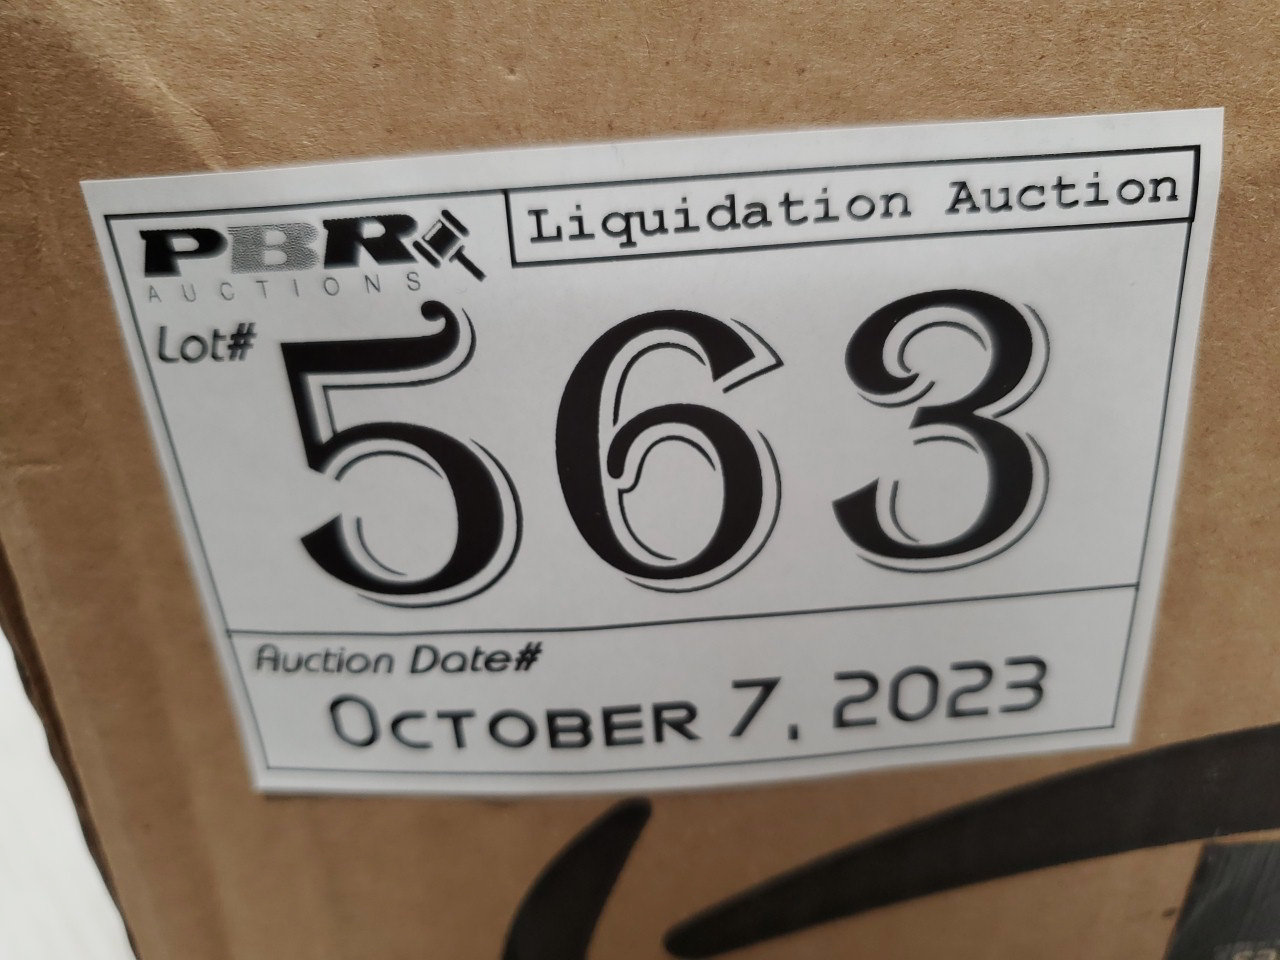 PBR
AUCTIONS
Liquidation Auction
Lot#
563
Auction Date#
OCTOBER 7, 2023